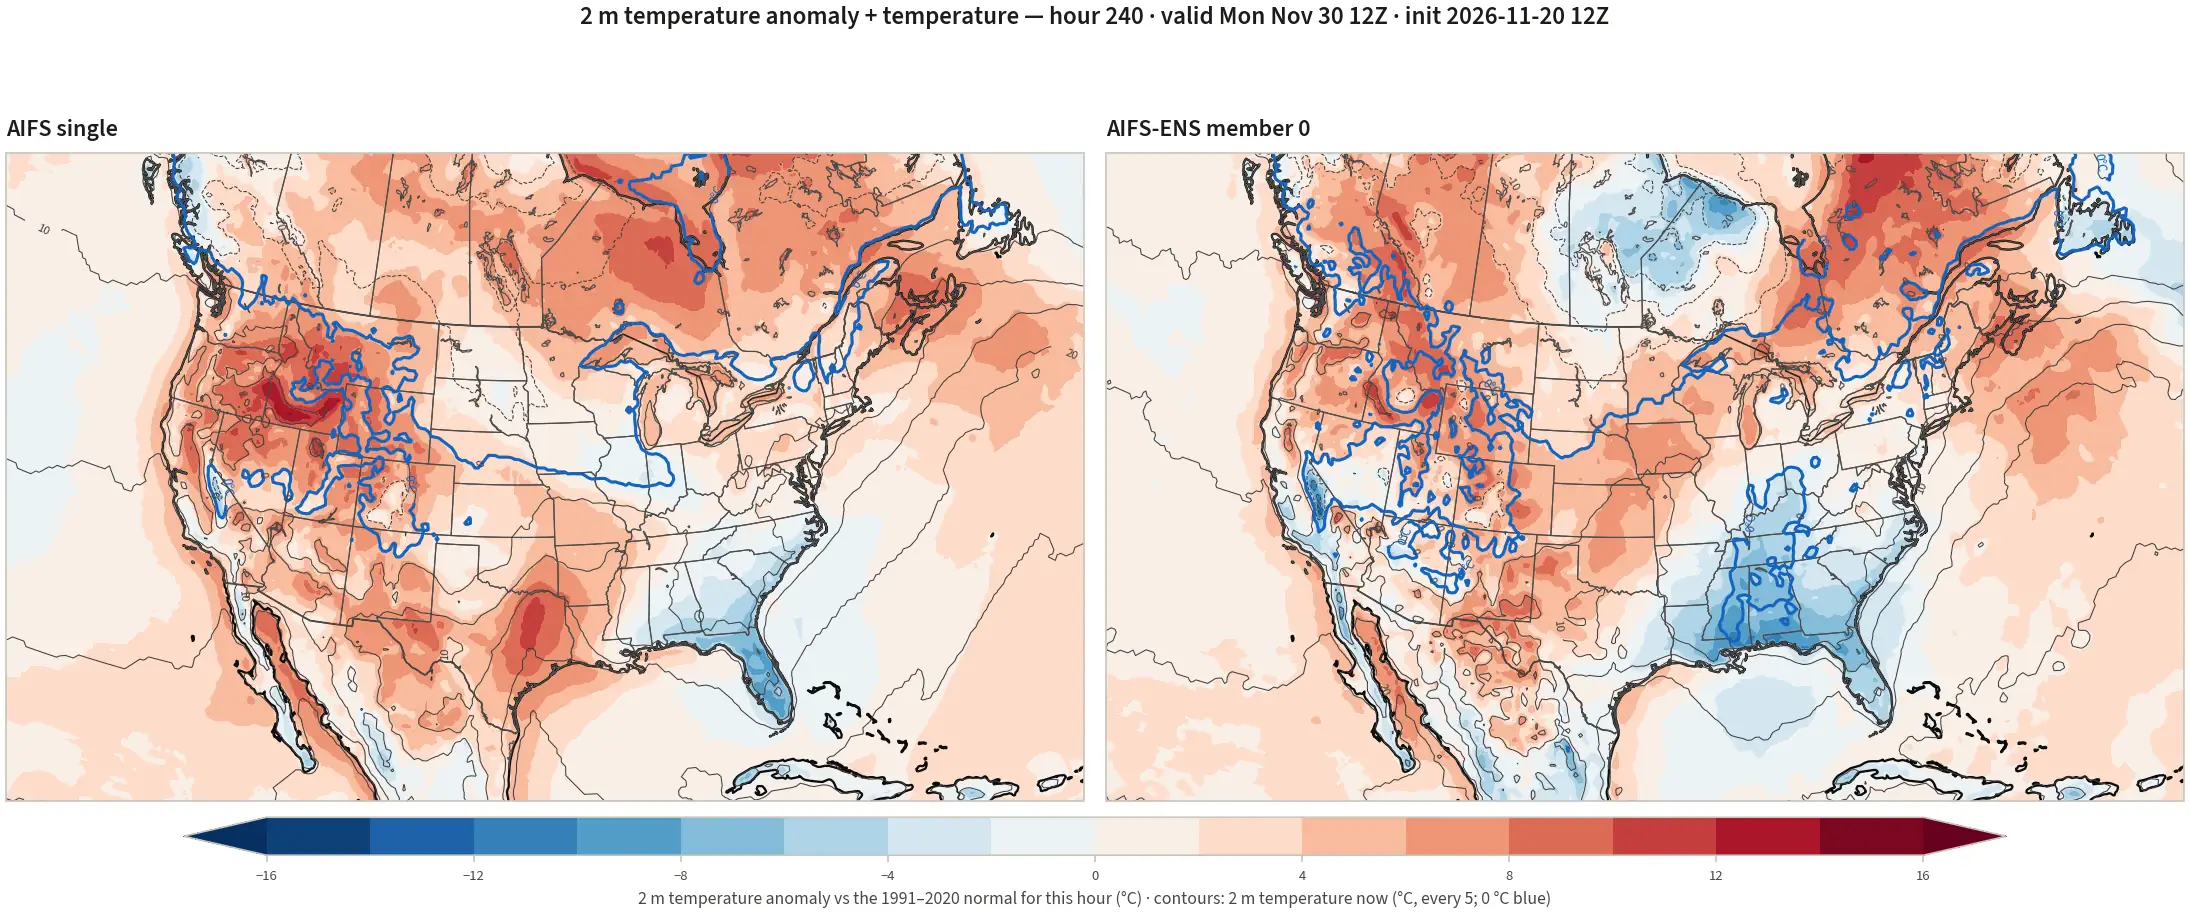 2 m temperature anomaly + temperature — hour 240 · valid Mon Nov 30 12Z · init 2026-11-20 12Z
AIFS single
AIFS-ENS member 0
10
20
−16
−12
−8
−4
0
4
8
12
16
2 m temperature anomaly vs the 1991–2020 normal for this hour (°C) · contours: 2 m temperature now (°C, every 5; 0 °C blue)